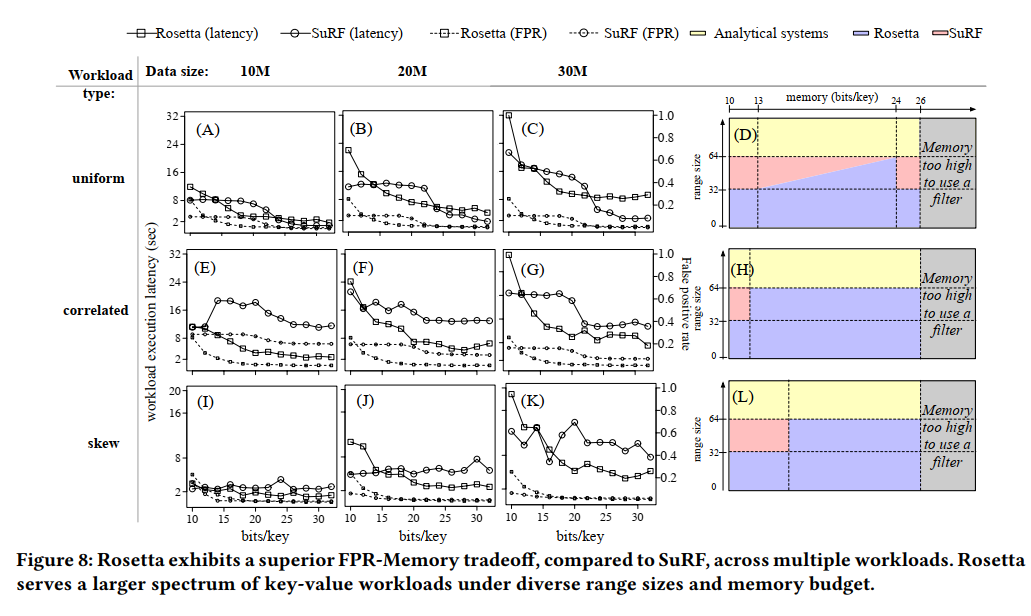 Rosetta (latency) SuRF (latency) Rosetta (FPR) SuRF (FPR) Analytical systems Rosetta SuRF
Workload type:
Data size: 10M 20M 30M
workload execution latency (sec)
False positive rate
uniform
32
24
16
8
2
(A)
(B)
(C)
1.0
0.8
0.6
0.4
0.2
10 13 memory (bits/key) 24 26
range size
64
32
0
(D)
Memory
too high
to use a
filter
correlated
32
24
16
8
2
(E)
(F)
(G)
1.0
0.8
0.6
0.4
0.2
range size
64
32
0
(H)
Memory
too high
to use a
filter
skew
20
16
8
2
(I)
(J)
(K)
1.0
0.8
0.6
0.4
0.2
range size
64
32
0
(L)
Memory
too high
to use a
filter
10 15 20 25 30 10 15 20 25 30 10 15 20 25 30
bits/key bits/key bits/key
Figure 8: Rosetta exhibits a superior FPR-Memory tradeoff, compared to SuRF, across multiple workloads. Rosetta
serves a larger spectrum of key-value workloads under diverse range sizes and memory budget.